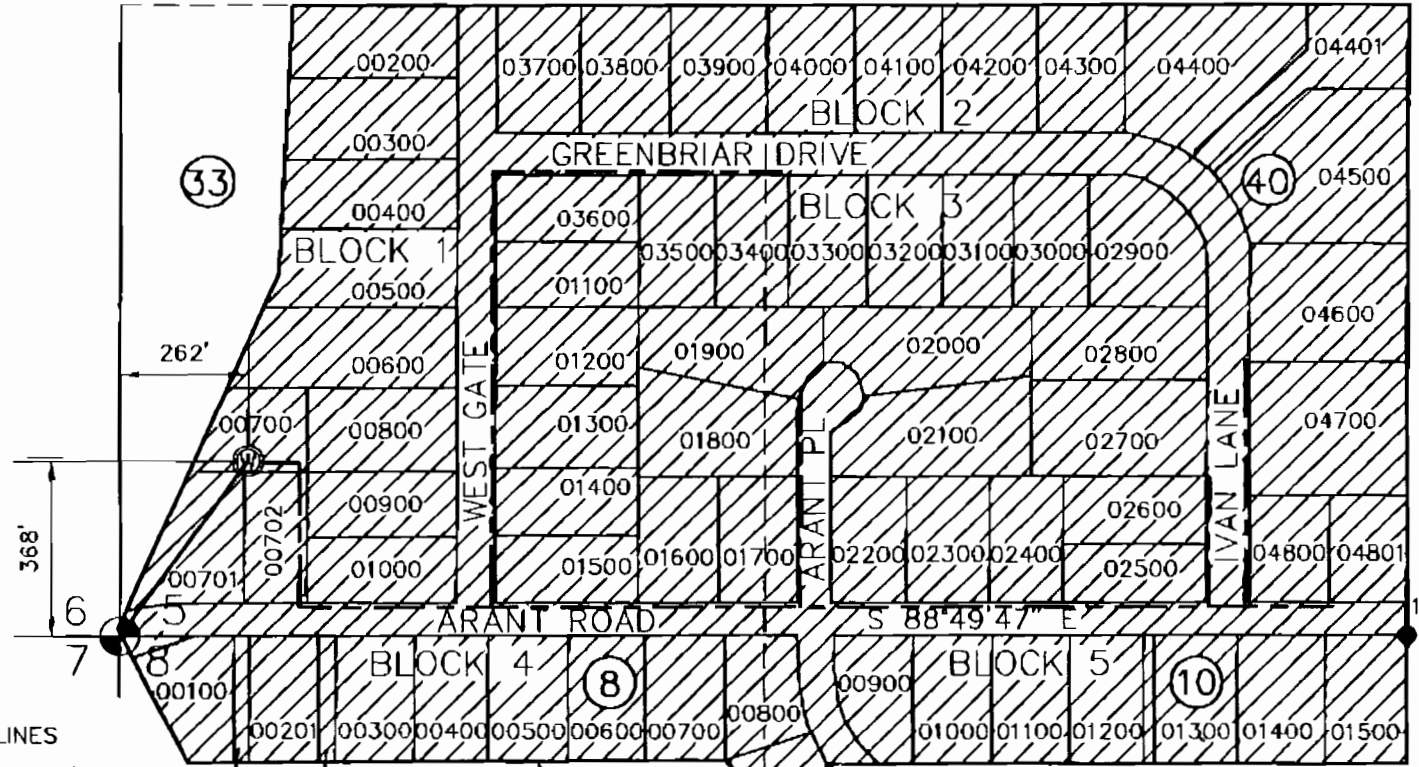 00200
03700 03800 03900 04000 04100 04200 04300 04400
04401
BLOCK 2
00300
GREENBRIAR DRIVE
33
40
04500
00400
03600
BLOCK 3
BLOCK 1
03500 03400 03300 03200 03100 03000 02900
00500
01100
04600
262'
00600
WEST GATE
01200
01900
02000
02800
IVAN LANE
00700
00800
01300
01800
ARANT PL
02100
02700
04700
W
368'
00702
00900
01400
02600
00701
01000
01500
01600
01700
02200 02300 02400
02500
04800 04801
6 5
ARANT ROAD
S 88°49'47" E
1
7 8
BLOCK 4
8
BLOCK 5
10
00100
00900
LINES
00201 00300 00400 00500 00600 00700
00800
01000 01100 01200 01300 01400 01500